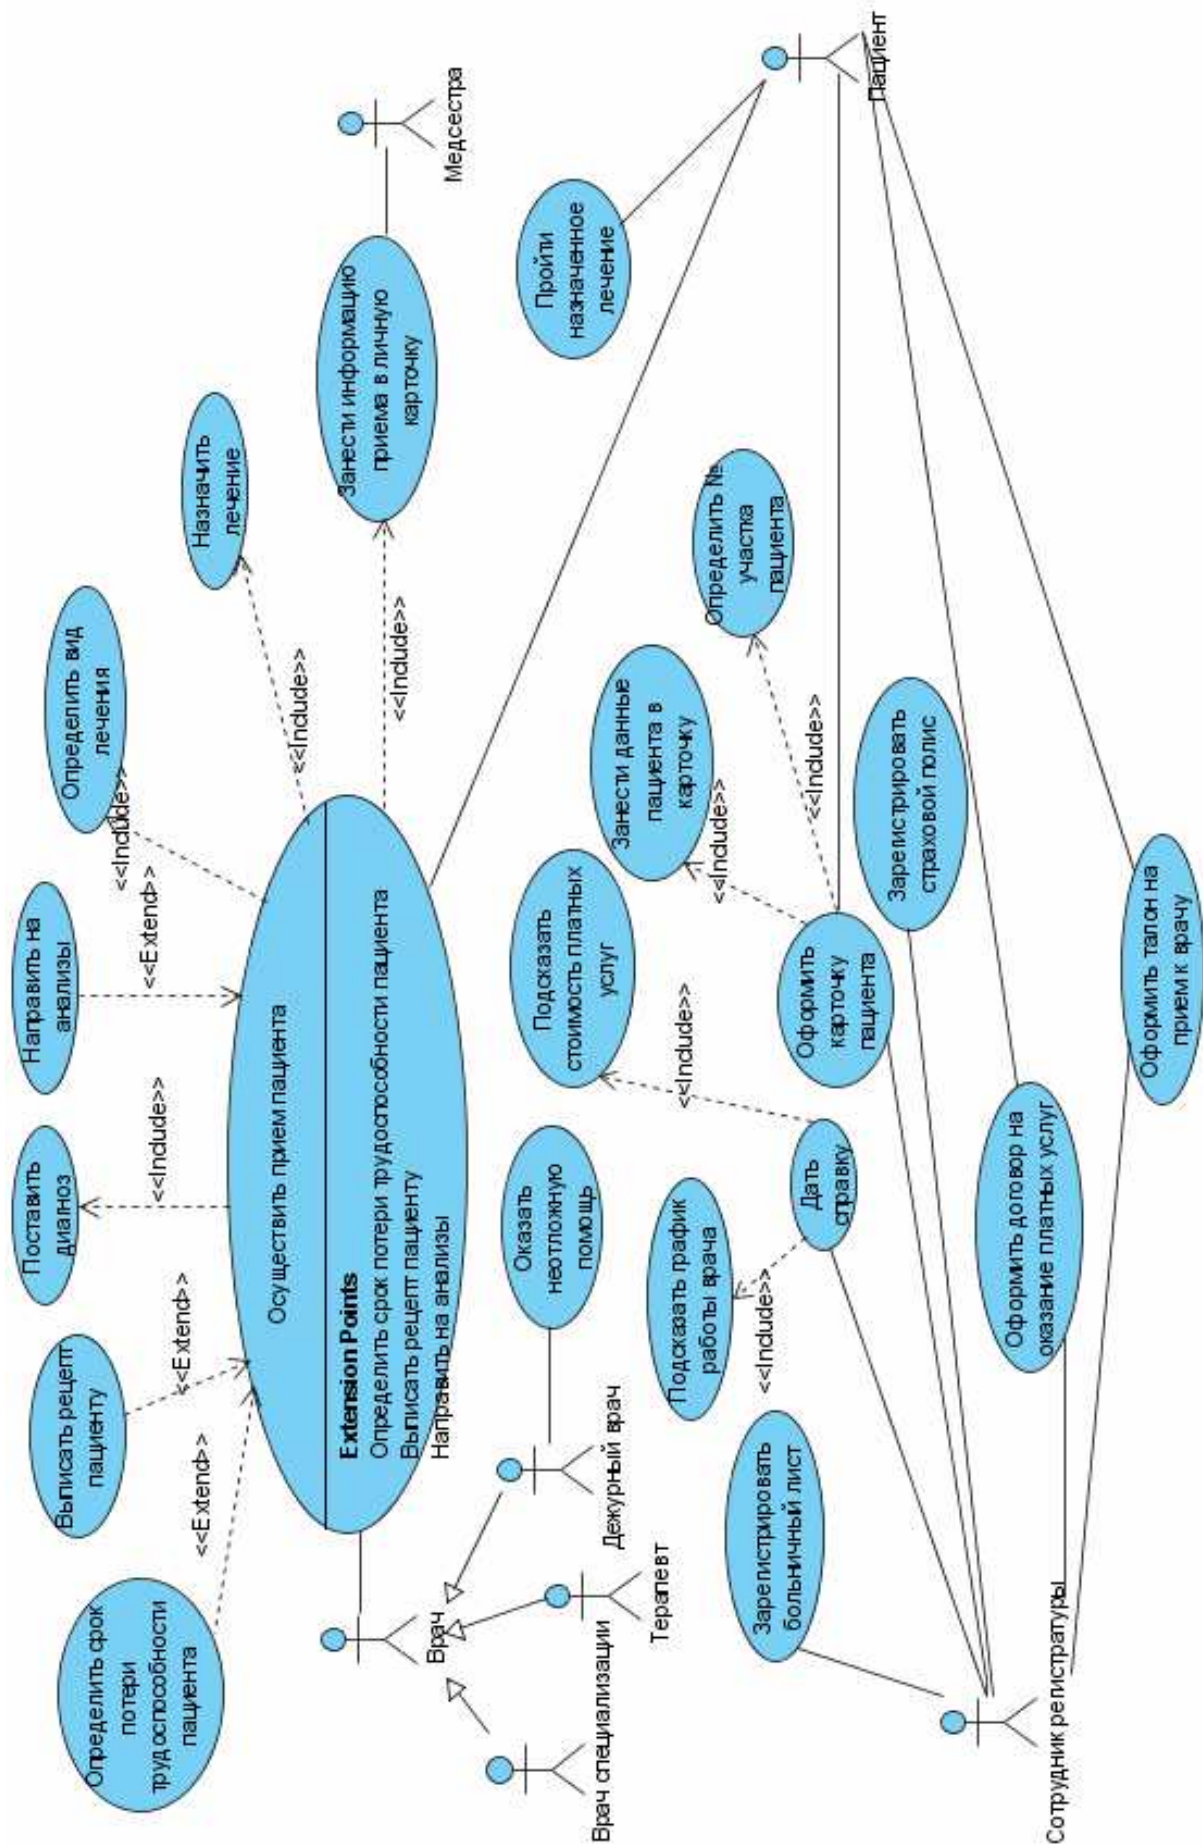 Определить срок
потери
трудоспособности
пациента
<<Extend>>
Выписать рецепт
пациенту
<<Extend>>
Поставить
диагноз
<<Include>>
Направить на
анализы
<<Extend>>
Определить вид
лечения
<<Include>>
Назначить
лечение
<<Include>>
Осуществить прием пациента
Extension Points
Определить срок потери трудоспособности пациента
Выписать рецепт пациенту
Направить на анализы
<<Include>>
Занести информацию
приема в личную
карточку
Медсестра
Врач
Врач специализации
Терапевт
Дежурный врач
Оказать
неотложную
помощь
Пройти
назначенное
лечение
Подсказать
стоимость платных
услуг
<<Include>>
Занести данные
пациента в
карточку
<<Include>>
Определить №
участка
пациента
<<Include>>
Подсказать график
работы врача
<<Include>>
Дать
справку
Оформить
карточку
пациента
Зарегистрировать
больничный лист
Зарегистрировать
страховой полис
Пациент
Сотрудник регистратуры
Оформить договор на
оказание платных услуг
Оформить талон на
прием к врачу